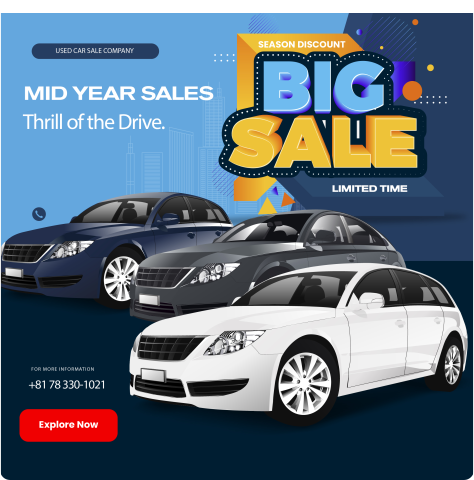 USED CAR SALE COMPANY
MID YEAR SALES
Thrill of the Drive.
SEASON DISCOUNT
BIG
SALE
LIMITED TIME
FOR MORE INFORMATION
+81 78 330-1021
Explore Now